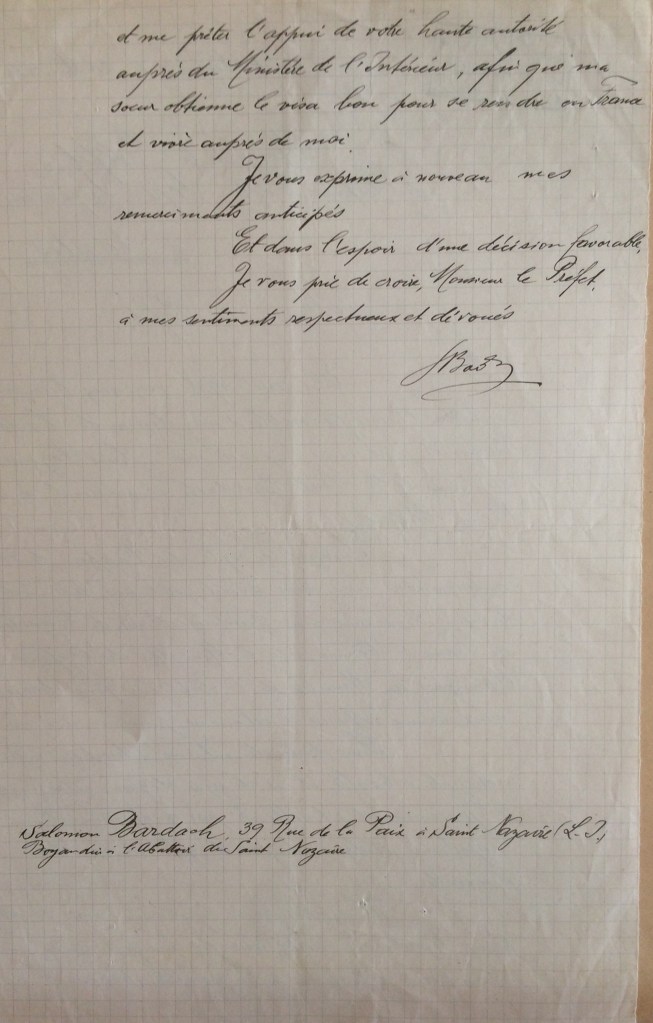 et me prêter l'appui de votre haute autorité
auprès du Ministère de l'Intérieur, afin que ma
soeur obtienne le visa bon pour se rendre en France
et vivre auprès de moi.
Je vous exprime à nouveau mes
remerciments anticipés
Et dans l'espoir d'une décision favorable,
Je vous prie de croire, Monsieur le Préfet,
à mes sentiments respectueux et dévoués
Salomon Bardach, 39 Rue de la Paix à Saint Nazaire (L-I.)
Boyaudier à l'Abattoir de Saint Nazaire